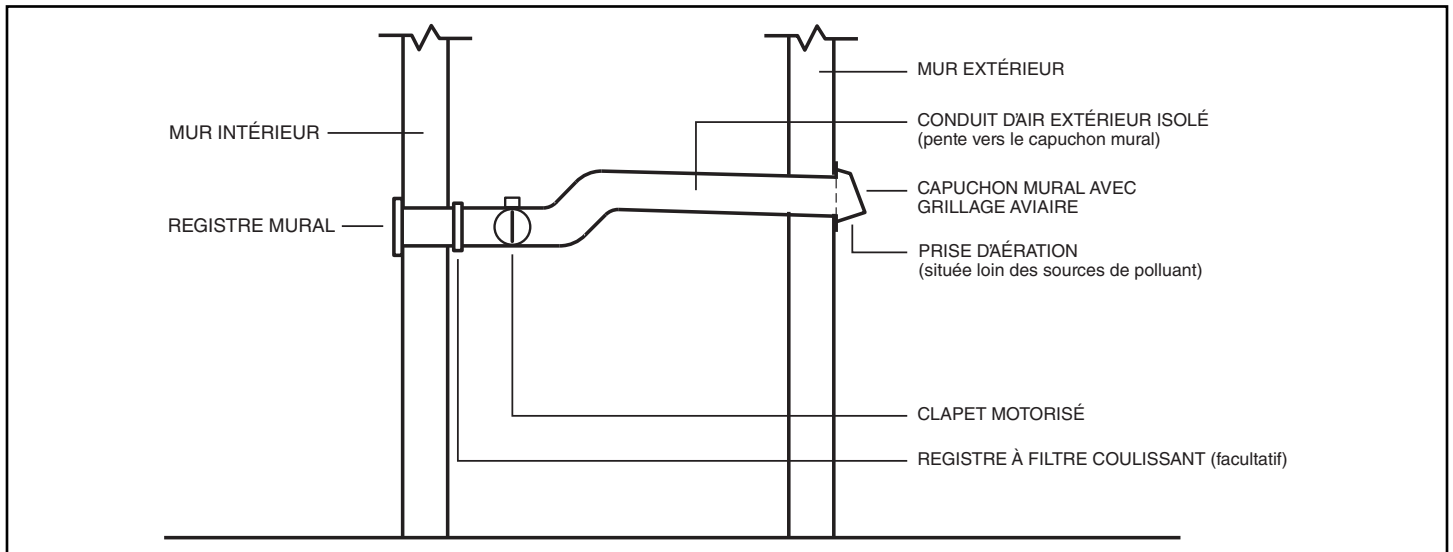 MUR EXTÉRIEUR
CONDUIT D'AIR EXTÉRIEUR ISOLÉ
(pente vers le capuchon mural)
MUR INTÉRIEUR
CAPUCHON MURAL AVEC
GRILLAGE AVIAIRE
REGISTRE MURAL
PRISE D'AÉRATION
(située loin des sources de polluant)
CLAPET MOTORISÉ
REGISTRE À FILTRE COULISSANT (facultatif)